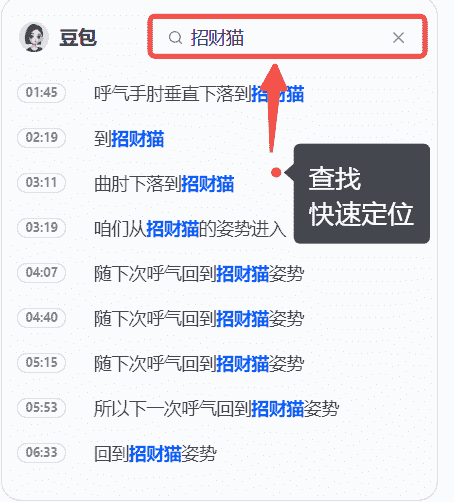 豆包
招财猫
01:45 呼气手肘垂直下落到招财猫
02:19 到招财猫
03:11 曲肘下落到招财猫
查找
快速定位
03:19 咱们从招财猫的姿势进入
04:07 随下次呼气回到招财猫姿势
04:40 随下次呼气回到招财猫姿势
05:15 随下次呼气回到招财猫姿势
05:53 所以下一次呼气回到招财猫姿势
06:33 回到招财猫姿势